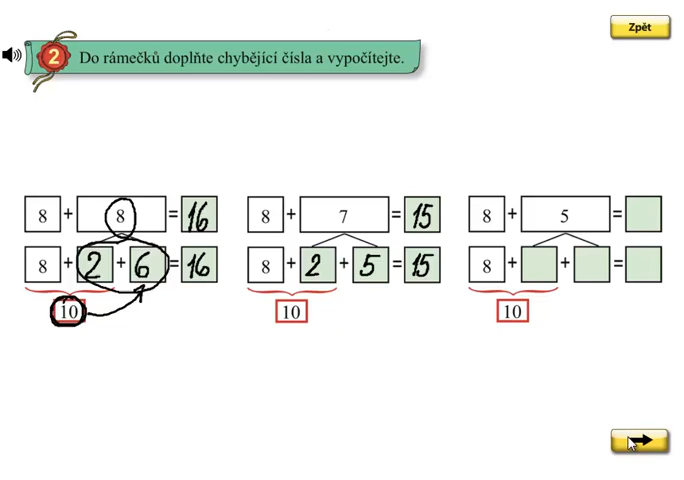 Zpět
2 Do rámečků doplňte chybějící čísla a vypočítejte.
8 + 8 = 16 8 + 7 = 15 8 + 5 =
8 + 2 + 6 = 16 8 + 2 + 5 = 15 8 + + =
10 10 10